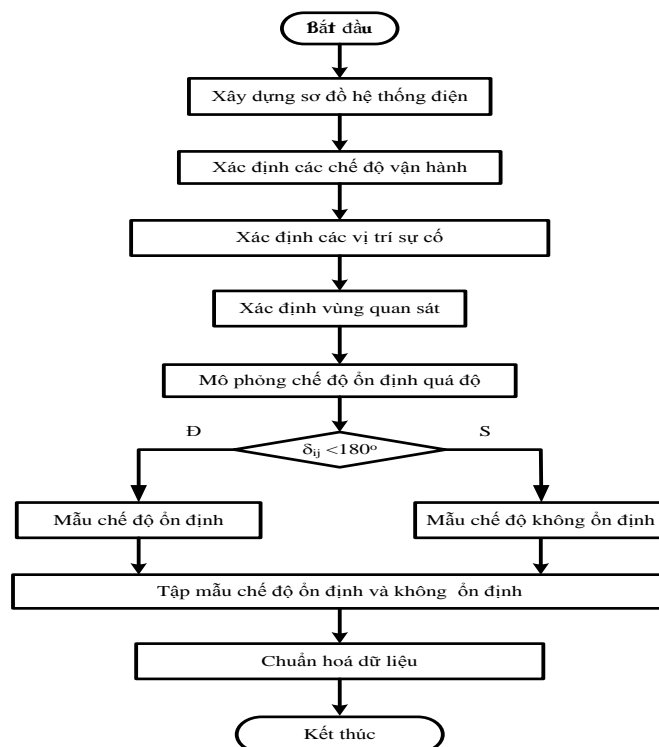 Bắt đầu
Xây dựng sơ đồ hệ thống điện
Xác định các chế độ vận hành
Xác định các vị trí sự cố
Xác định vùng quan sát
Mô phỏng chế độ ổn định quá độ
Đ
S
δij <180º
Mẫu chế độ ổn định
Mẫu chế độ không ổn định
Tập mẫu chế độ ổn định và không ổn định
Chuẩn hoá dữ liệu
Kết thúc